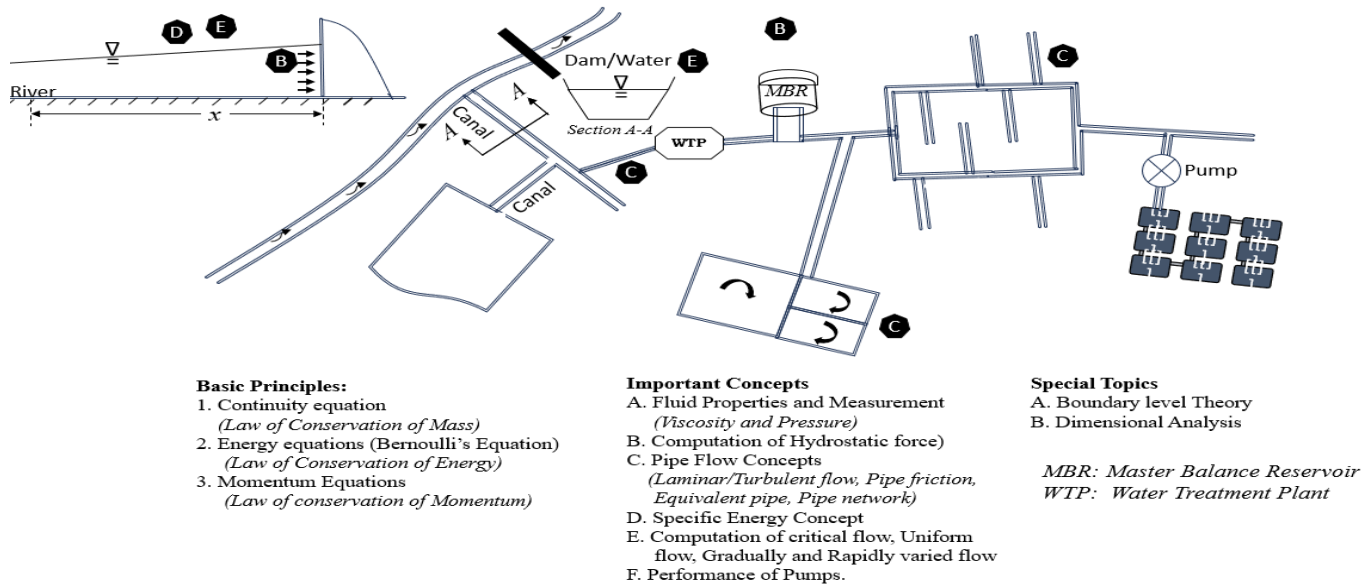 D
E
B
River
x
Dam/Water
E
A
A
Section A-A
Canal
Canal
B
MBR
WTP
C
C
C
Pump
Basic Principles:
1. Continuity equation
(Law of Conservation of Mass)
2. Energy equations (Bernoulli's Equation)
(Law of Conservation of Energy)
3. Momentum Equations
(Law of conservation of Momentum)
Important Concepts
A. Fluid Properties and Measurement
(Viscosity and Pressure)
B. Computation of Hydrostatic force)
C. Pipe Flow Concepts
(Laminar/Turbulent flow, Pipe friction,
Equivalent pipe, Pipe network)
D. Specific Energy Concept
E. Computation of critical flow, Uniform
flow, Gradually and Rapidly varied flow
F. Performance of Pumps.
Special Topics
A. Boundary level Theory
B. Dimensional Analysis
MBR: Master Balance Reservoir
WTP: Water Treatment Plant